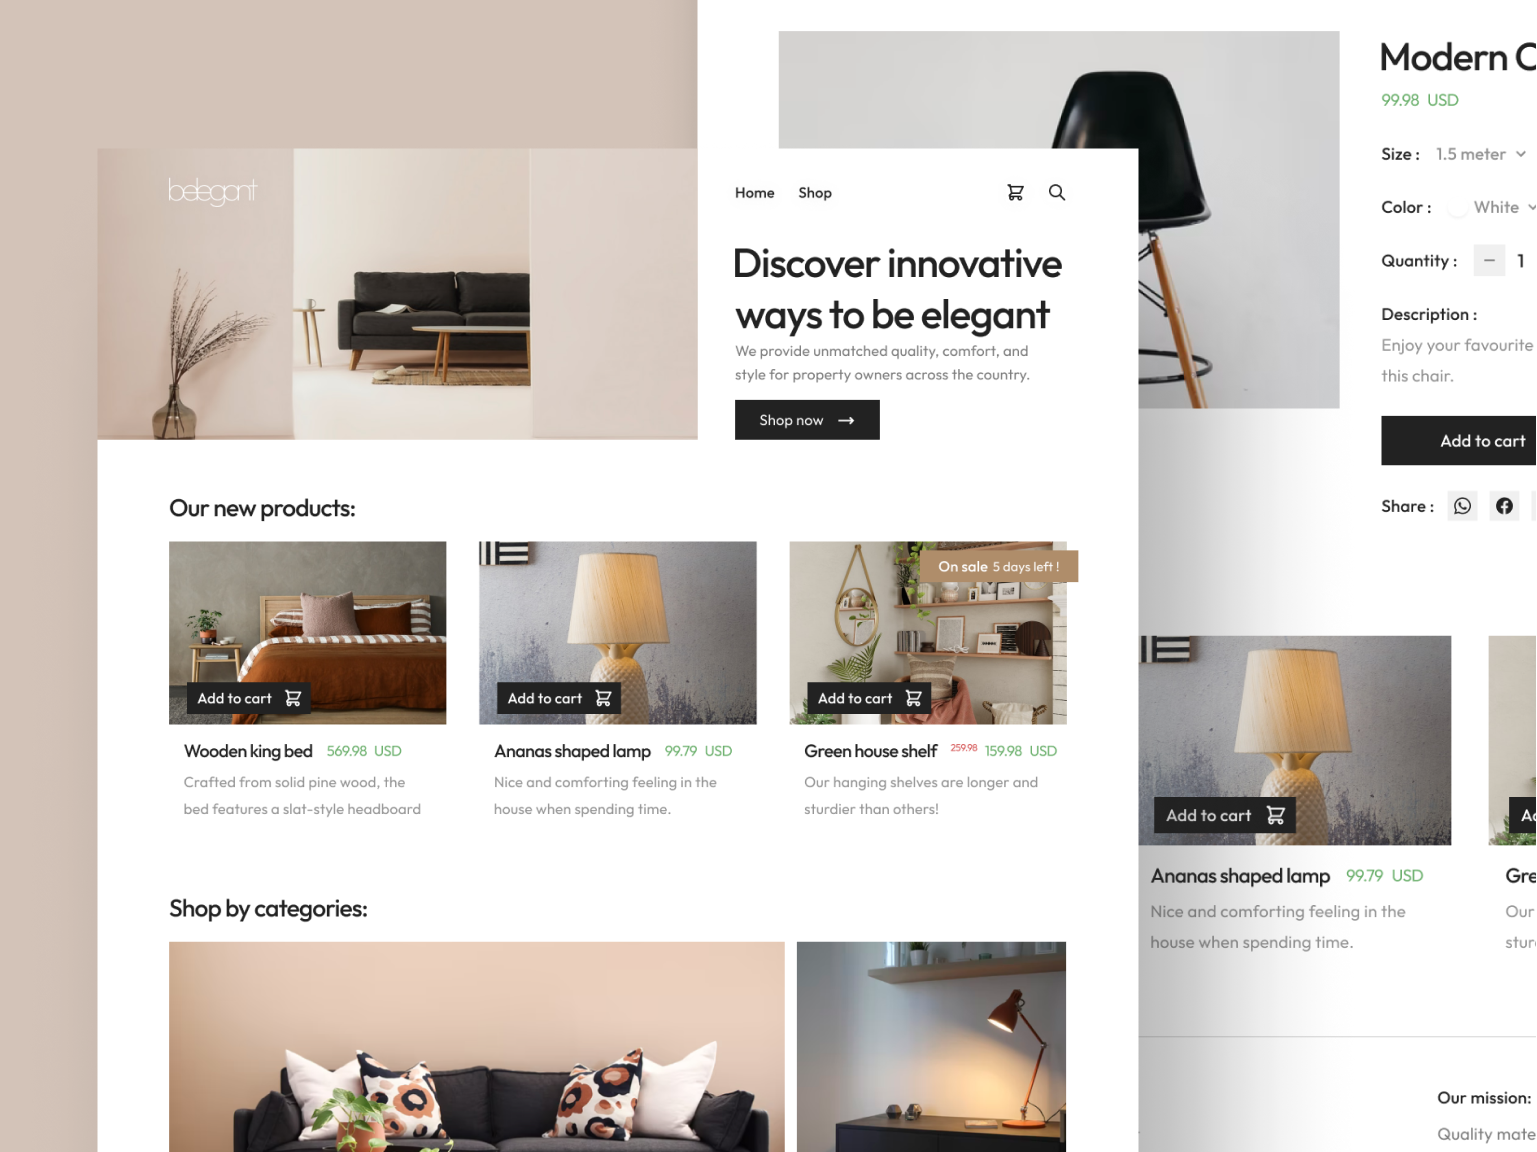 belegant
Home Shop
Discover innovative
ways to be elegant
We provide unmatched quality, comfort, and
style for property owners across the country.
Shop now
Our new products:
On sale 5 days left !
Add to cart
Add to cart
Add to cart
Wooden king bed 569.98 USD
Crafted from solid pine wood, the
bed features a slat-style headboard
Ananas shaped lamp 99.79 USD
Nice and comforting feeling in the
house when spending time.
Green house shelf 259.98 159.98 USD
Our hanging shelves are longer and
sturdier than others!
Shop by categories:
Modern C
99.98 USD
Size : 1.5 meter
Color : White
Quantity : − 1
Description :
Enjoy your favourite
this chair.
Add to cart
Share :
Add to cart
Ananas shaped lamp 99.79 USD
Nice and comforting feeling in the
house when spending time.
Gre
Our
Our mission:
Quality mate